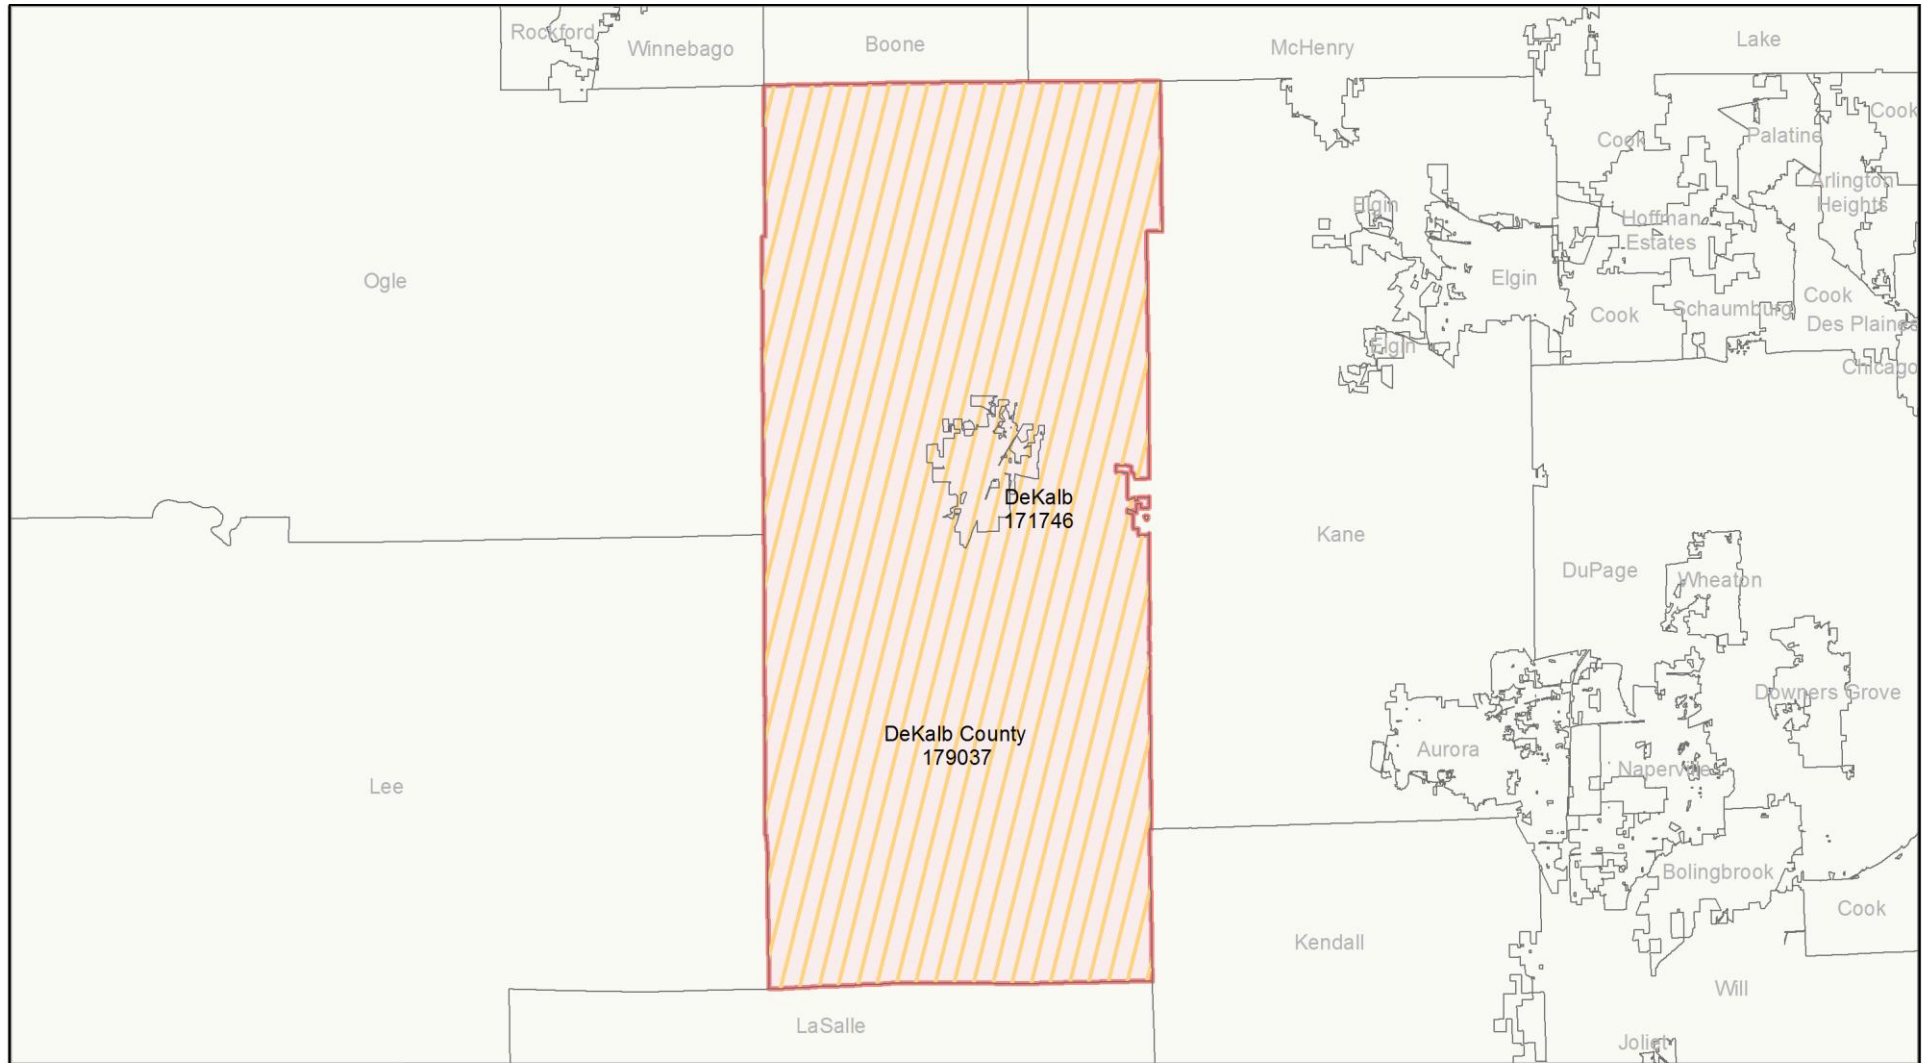 Rockford
Winnebago
Boone
McHenry
Lake
Cook
Cook
Palatine
Arlington
Heights
Elgin
Hoffman
Estates
Ogle
Elgin
Cook
Schaumburg
Cook
Des Plaines
Elgin
Chicago
DeKalb
171746
Kane
DuPage
Wheaton
Downers Grove
DeKalb County
179037
Aurora
Naperville
Lee
Bolingbrook
Cook
Kendall
Will
LaSalle
Joliet